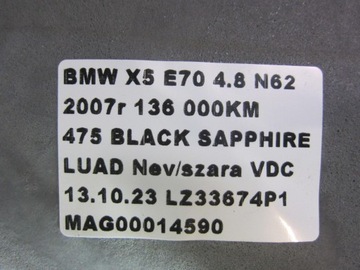 BMW X5 E70 4.8 N62
2007r 136 000KM
475 BLACK SAPPHIRE
LUAD Nev/szara VDC
13.10.23 LZ33674P1
MAG00014590